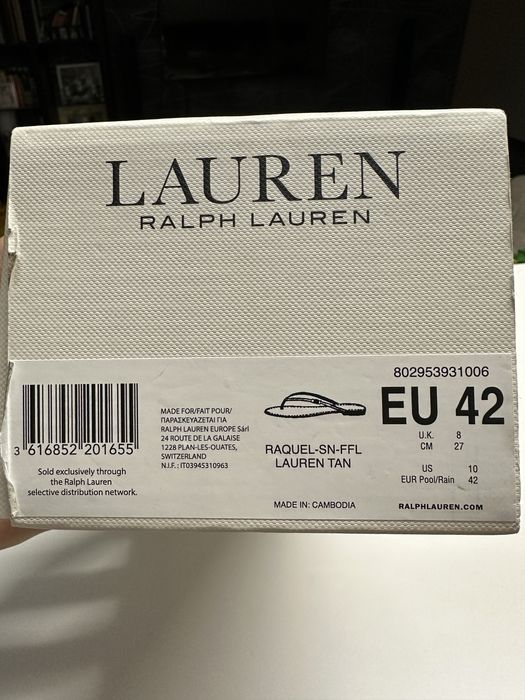 LAUREN
RALPH LAUREN
802953931006
3 616852 201655
Sold exclusively through
the Ralph Lauren
selective distribution network.
MADE FOR/FAIT POUR/
ΠΑΡΑΣΚΕΥΑΖΕΤΑΙ ΓΙΑ
RALPH LAUREN EUROPE Sárl
24 ROUTE DE LA GALAISE
1228 PLAN-LES-OUATES,
SWITZERLAND
N.I.F.: IT03945310963
RAQUEL-SN-FFL
LAUREN TAN
MADE IN: CAMBODIA
EU 42
U.K. 8
CM 27
US 10
EUR Pool/Rain 42
RALPHLAUREN.COM